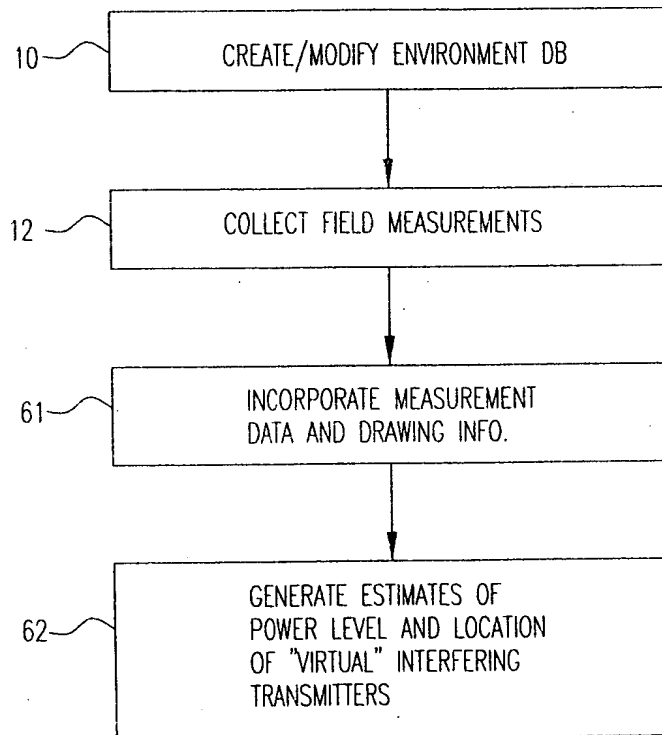 10
CREATE/MODIFY ENVIRONMENT DB
12
COLLECT FIELD MEASUREMENTS
61
INCORPORATE MEASUREMENT
DATA AND DRAWING INFO.
62
GENERATE ESTIMATES OF
POWER LEVEL AND LOCATION
OF "VIRTUAL" INTERFERING
TRANSMITTERS